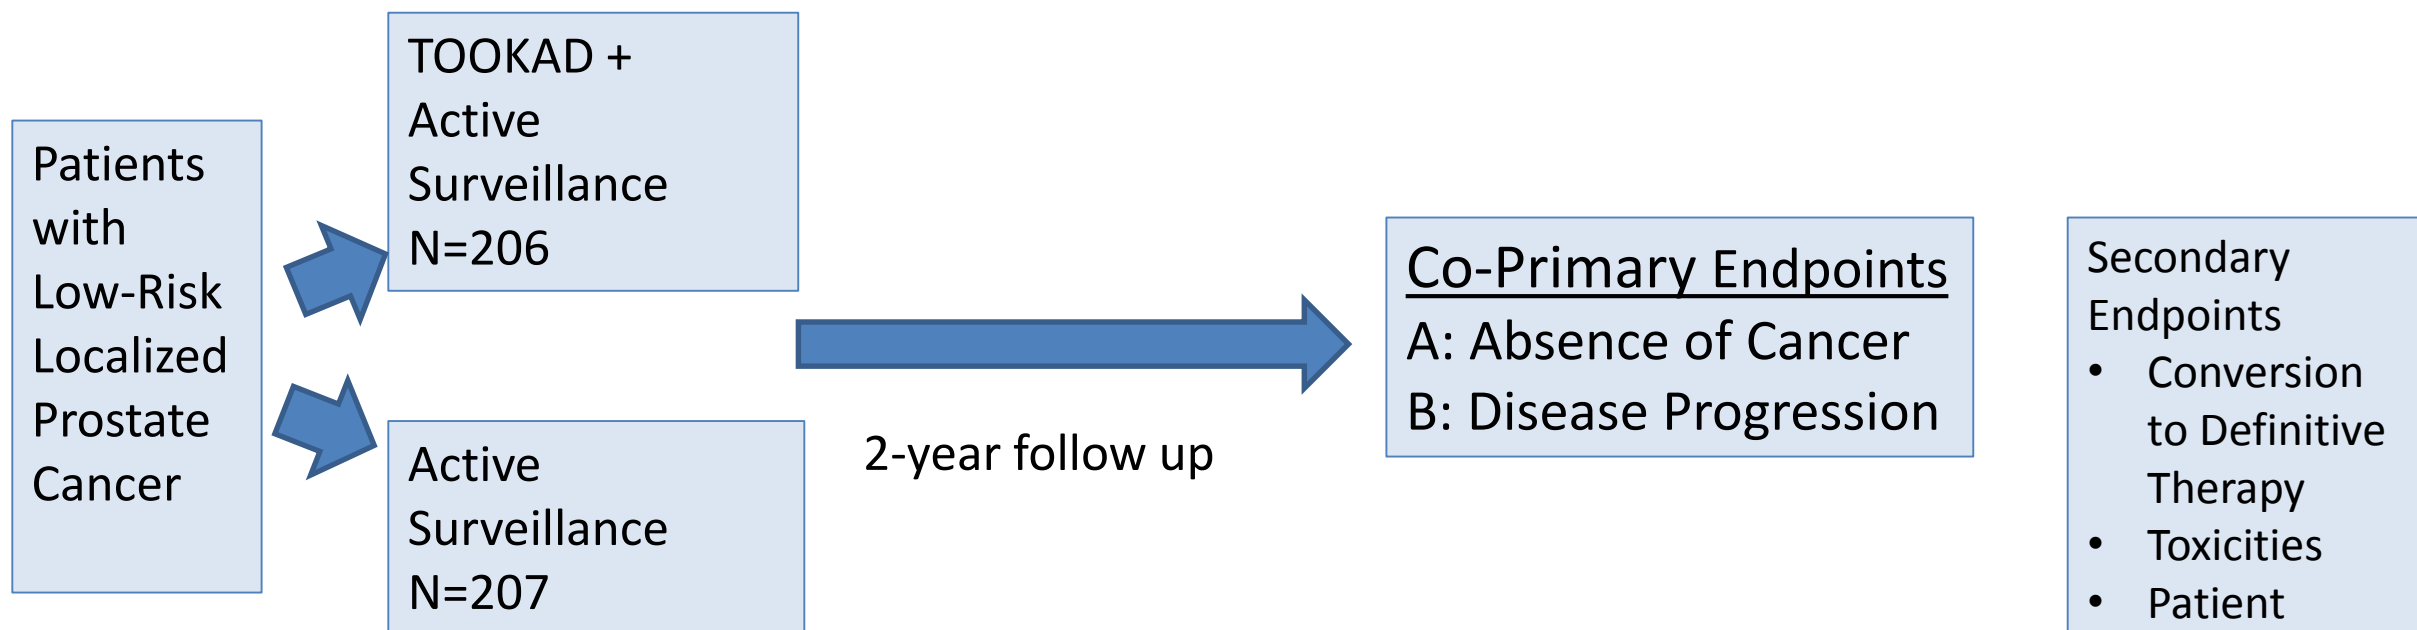 Patients
with
Low-Risk
Localized
Prostate
Cancer
TOOKAD +
Active
Surveillance
N=206
Active
Surveillance
N=207
2-year follow up
Co-Primary Endpoints
A: Absence of Cancer
B: Disease Progression
Secondary
Endpoints
• Conversion
to Definitive
Therapy
• Toxicities
• Patient